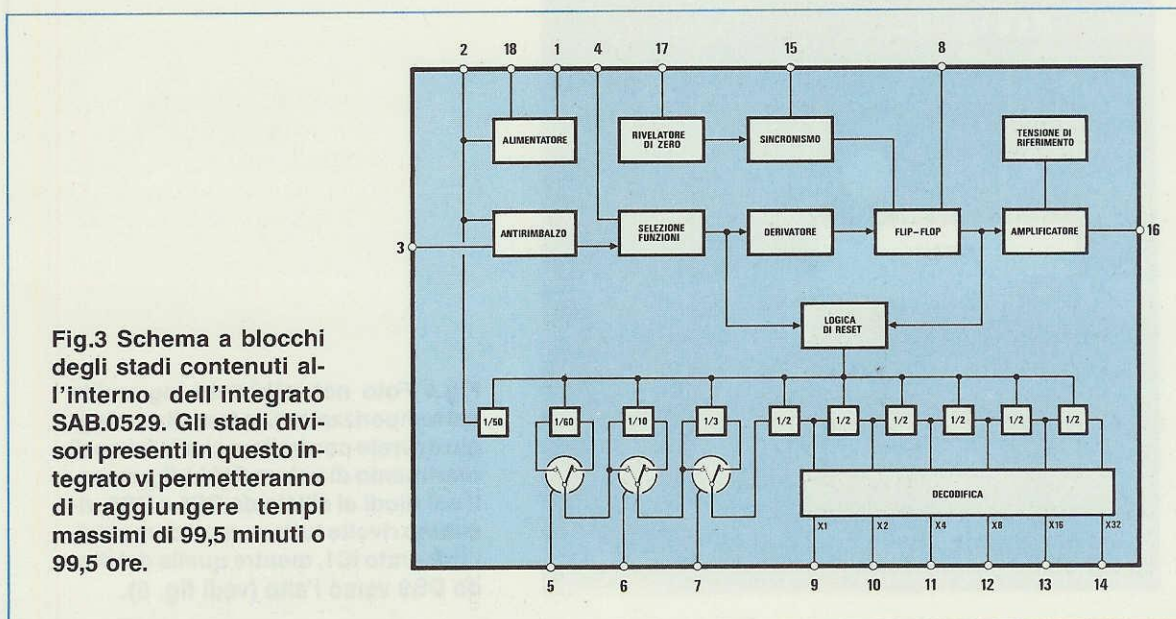 2 18 1 4 17 15 8
ALIMENTATORE
RIVELATORE
DI ZERO
SINCRONISMO
TENSIONE DI
RIFERIMENTO
3
ANTIRIMBALZO
SELEZIONE
FUNZIONI
DERIVATORE
FLIP-FLOP
AMPLIFICATORE
16
LOGICA
DI RESET
1/50 1/60 1/10 1/3 1/2 1/2 1/2 1/2 1/2 1/2
DECODIFICA
X1 X2 X4 X8 X16 X32
5 6 7 9 10 11 12 13 14
Fig.3 Schema a blocchi
degli stadi contenuti al-
l'interno dell'integrato
SAB.0529. Gli stadi divi-
sori presenti in questo in-
tegrato vi permetteranno
di raggiungere tempi
massimi di 99,5 minuti o
99,5 ore.